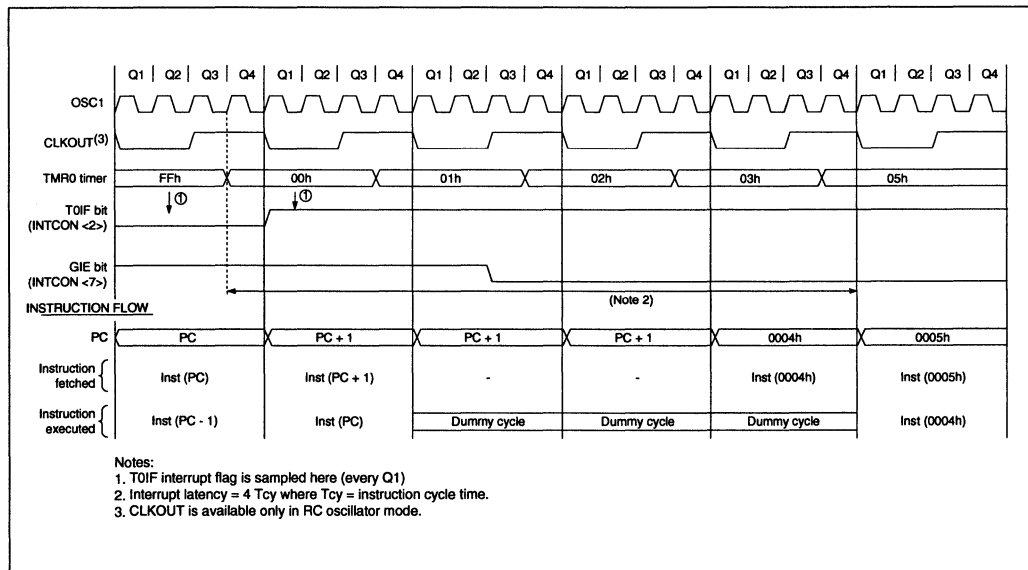 Q1 | Q2 | Q3 | Q4 Q1 | Q2 | Q3 | Q4 Q1 | Q2 | Q3 | Q4 Q1 | Q2 | Q3 | Q4 Q1 | Q2 | Q3 | Q4 Q1 | Q2 | Q3 | Q4
OSC1
CLKOUT(3)
TMR0 timer FFh 00h 01h 02h 03h 05h
① ①
T0IF bit
(INTCON <2>)
GIE bit
(INTCON <7>)
(Note 2)
INSTRUCTION FLOW
PC PC PC + 1 PC + 1 PC + 1 0004h 0005h
Instruction
fetched Inst (PC) Inst (PC + 1) - - Inst (0004h) Inst (0005h)
Instruction
executed Inst (PC - 1) Inst (PC) Dummy cycle Dummy cycle Dummy cycle Inst (0004h)
Notes:
1. T0IF interrupt flag is sampled here (every Q1)
2. Interrupt latency = 4 Tcy where Tcy = instruction cycle time.
3. CLKOUT is available only in RC oscillator mode.